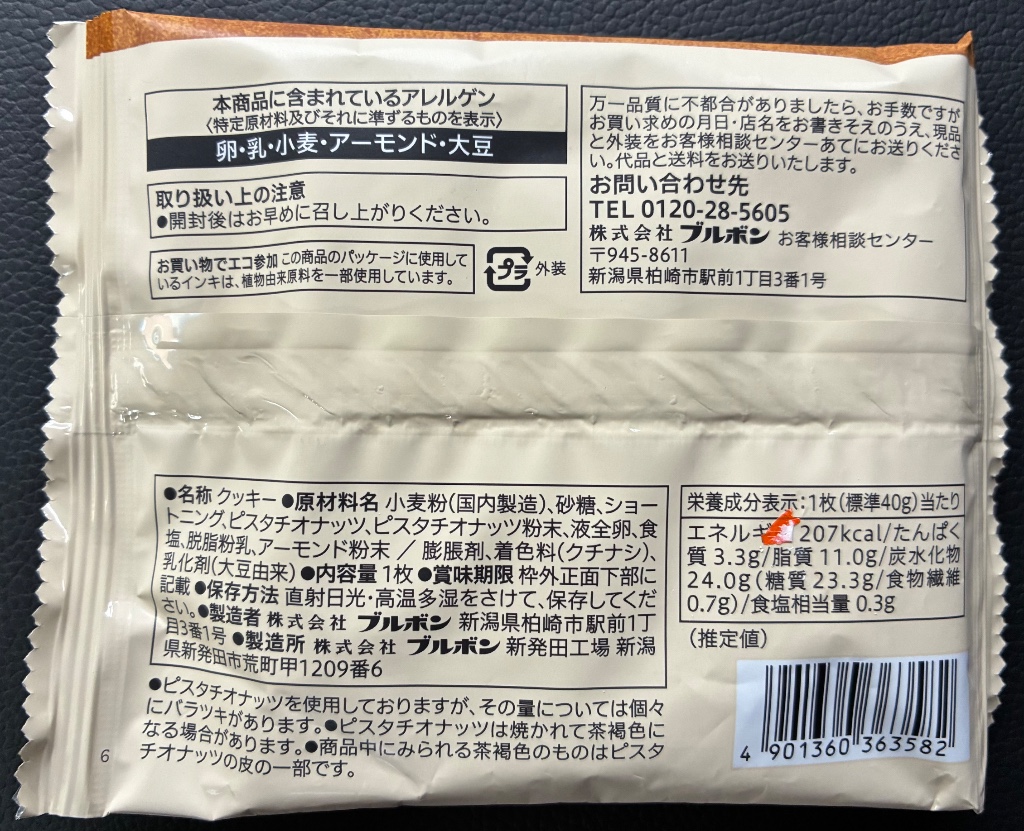 本商品に含まれているアレルゲン
〈特定原材料及びそれに準ずるものを表示〉
卵・乳・小麦・アーモンド・大豆
取り扱い上の注意
●開封後はお早めに召し上がりください。
お買い物でエコ参加 この商品のパッケージに使用して
いるインキは、植物由来原料を一部使用しています。
プラ 外装
万一品質に不都合がありましたら、お手数ですが
お買い求めの月日・店名をお書きそえのうえ、現品
と外装をお客様相談センターあてにお送りくださ
い。代品と送料をお送りいたします。
お問い合わせ先
TEL 0120-28-5605
株式会社 ブルボン お客様相談センター
〒945-8611
新潟県柏崎市駅前1丁目3番1号
●名称 クッキー ●原材料名 小麦粉(国内製造)、砂糖、ショー
トニング、ピスタチオナッツ、ピスタチオナッツ粉末、液全卵、食
塩、脱脂粉乳、アーモンド粉末 ／ 膨脹剤、着色料(クチナシ)、
乳化剤(大豆由来) ●内容量 1枚 ●賞味期限 枠外正面下部に
記載 ●保存方法 直射日光・高温多湿をさけて、保存してくだ
さい。●製造者 株式会社 ブルボン 新潟県柏崎市駅前1丁
目3番1号 ●製造所 株式会社 ブルボン 新発田工場 新潟
県新発田市荒町甲1209番6
●ピスタチオナッツを使用しておりますが、その量については個々
にバラツキがあります。●ピスタチオナッツは焼かれて茶褐色に
なる場合があります。●商品中にみられる茶褐色のものはピスタ
チオナッツの皮の一部です。
6
栄養成分表示:1枚(標準40g)当たり
エネルギ 207kcal/たんぱく
質 3.3g/脂質 11.0g/炭水化物
24.0g(糖質 23.3g/食物繊維
0.7g)/食塩相当量 0.3g
(推定値)
4 901360 363582